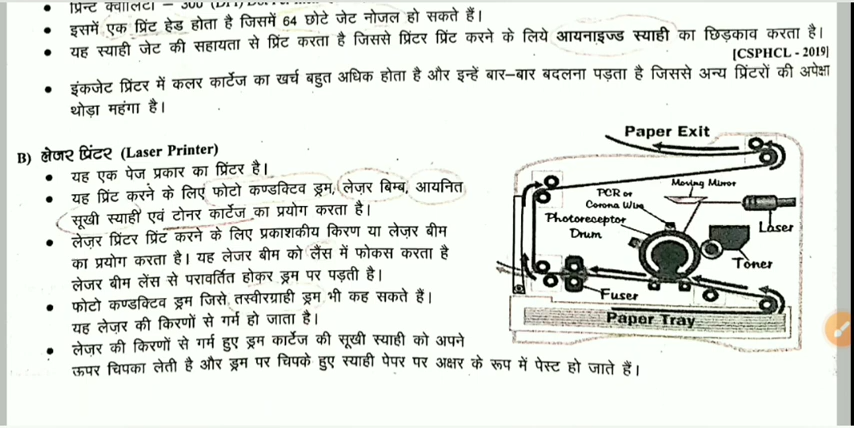 प्रिन्ट क्वालिटी – 300 (DPI)
इसमें एक प्रिंट हेड होता है जिसमें 64 छोटे जेट नोजल हो सकते हैं।
यह स्याही जेट की सहायता से प्रिंट करता है जिससे प्रिंटर प्रिंट करने के लिये आयनाइज्ड स्याही का छिड़काव करता है।
[CSPHCL - 2019]
इंकजेट प्रिंटर में कलर कार्टेज का खर्च बहुत अधिक होता है और इन्हें बार–बार बदलना पड़ता है जिससे अन्य प्रिंटरों की अपेक्षा
थोड़ा महंगा है।
B) लेजर प्रिंटर (Laser Printer)
यह एक पेज प्रकार का प्रिंटर है।
यह प्रिंट करने के लिए फोटो कण्डक्टिव ड्रम, लेज़र बिम्ब, आयनित
सूखी स्याही एवं टोनर कार्टेज का प्रयोग करता है।
लेज़र प्रिंटर प्रिंट करने के लिए प्रकाशकीय किरण या लेज़र बीम
का प्रयोग करता है। यह लेजर बीम को लैंस में फोकस करता है
लेजर बीम लेंस से परावर्तित होकर ड्रम पर पड़ती है।
फोटो कण्डक्टिव ड्रम जिसे तस्वीरग्राही ड्रम भी कह सकते हैं।
यह लेज़र की किरणों से गर्म हो जाता है।
लेज़र की किरणों से गर्म हुए ड्रम कार्टेज की सूखी स्याही को अपने
ऊपर चिपका लेती है और ड्रम पर चिपके हुए स्याही पेपर पर अक्षर के रूप में पेस्ट हो जाते हैं।
Paper Exit
Moving Mirror
PCR or
Corona Wire
Photoreceptor
Drum
Laser
Toner
Fuser
Paper Tray